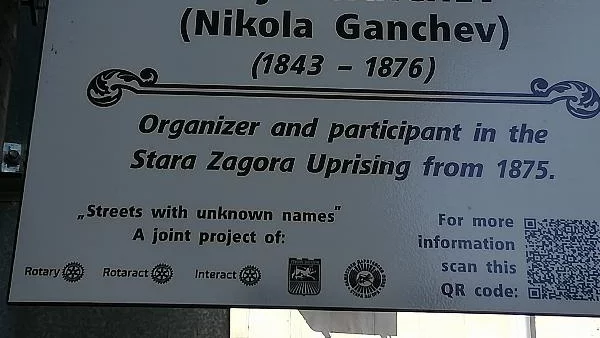 (Nikola Ganchev)
(1843 – 1876)
Organizer and participant in the
Stara Zagora Uprising from 1875.
„Streets with unknown names"
A joint project of:
Rotary Rotaract Interact
For more
information
scan this
QR code: